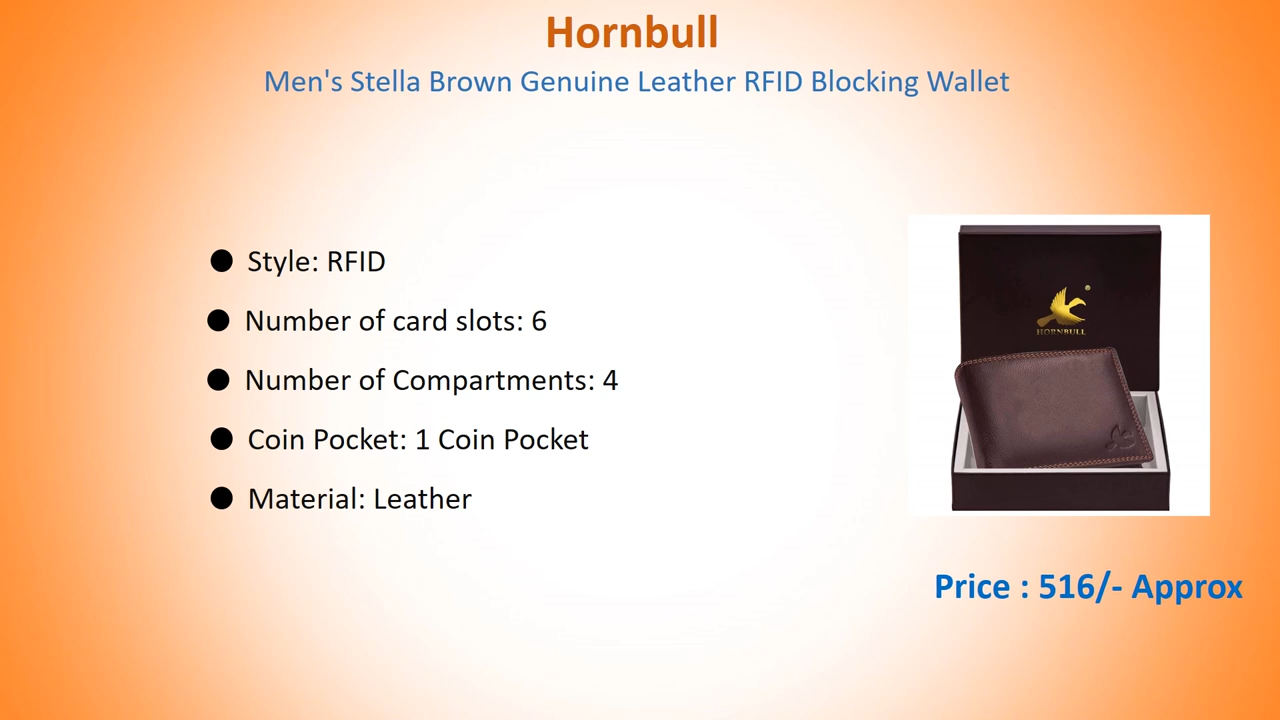 Hornbull
Men's Stella Brown Genuine Leather RFID Blocking Wallet
● Style: RFID
● Number of card slots: 6
● Number of Compartments: 4
● Coin Pocket: 1 Coin Pocket
● Material: Leather
HORNBULL
Price : 516/- Approx